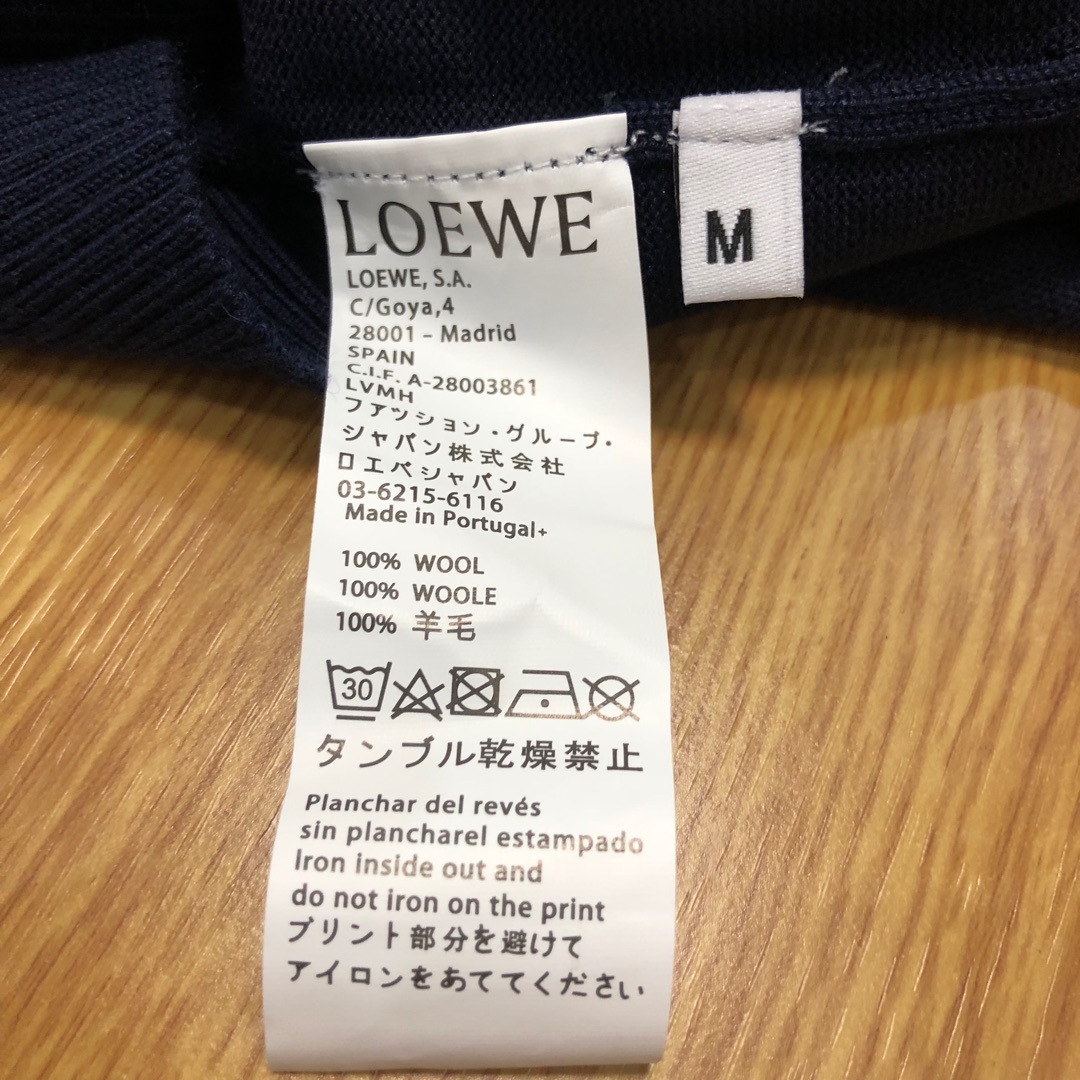 LOEWE
M
LOEWE, S.A.
C/Goya,4
28001 - Madrid
SPAIN
C.I.F. A-28003861
LVMH
ファッション・グループ・
ジャパン株式会社
ロエベジャパン
03-6215-6116
Made in Portugal+
100% WOOL
100% WOOLE
100% 羊毛
30
タンブル乾燥禁止
Planchar del revés
sin plancharel estampado
Iron inside out and
do not iron on the print
プリント部分を避けて
アイロンをあててください